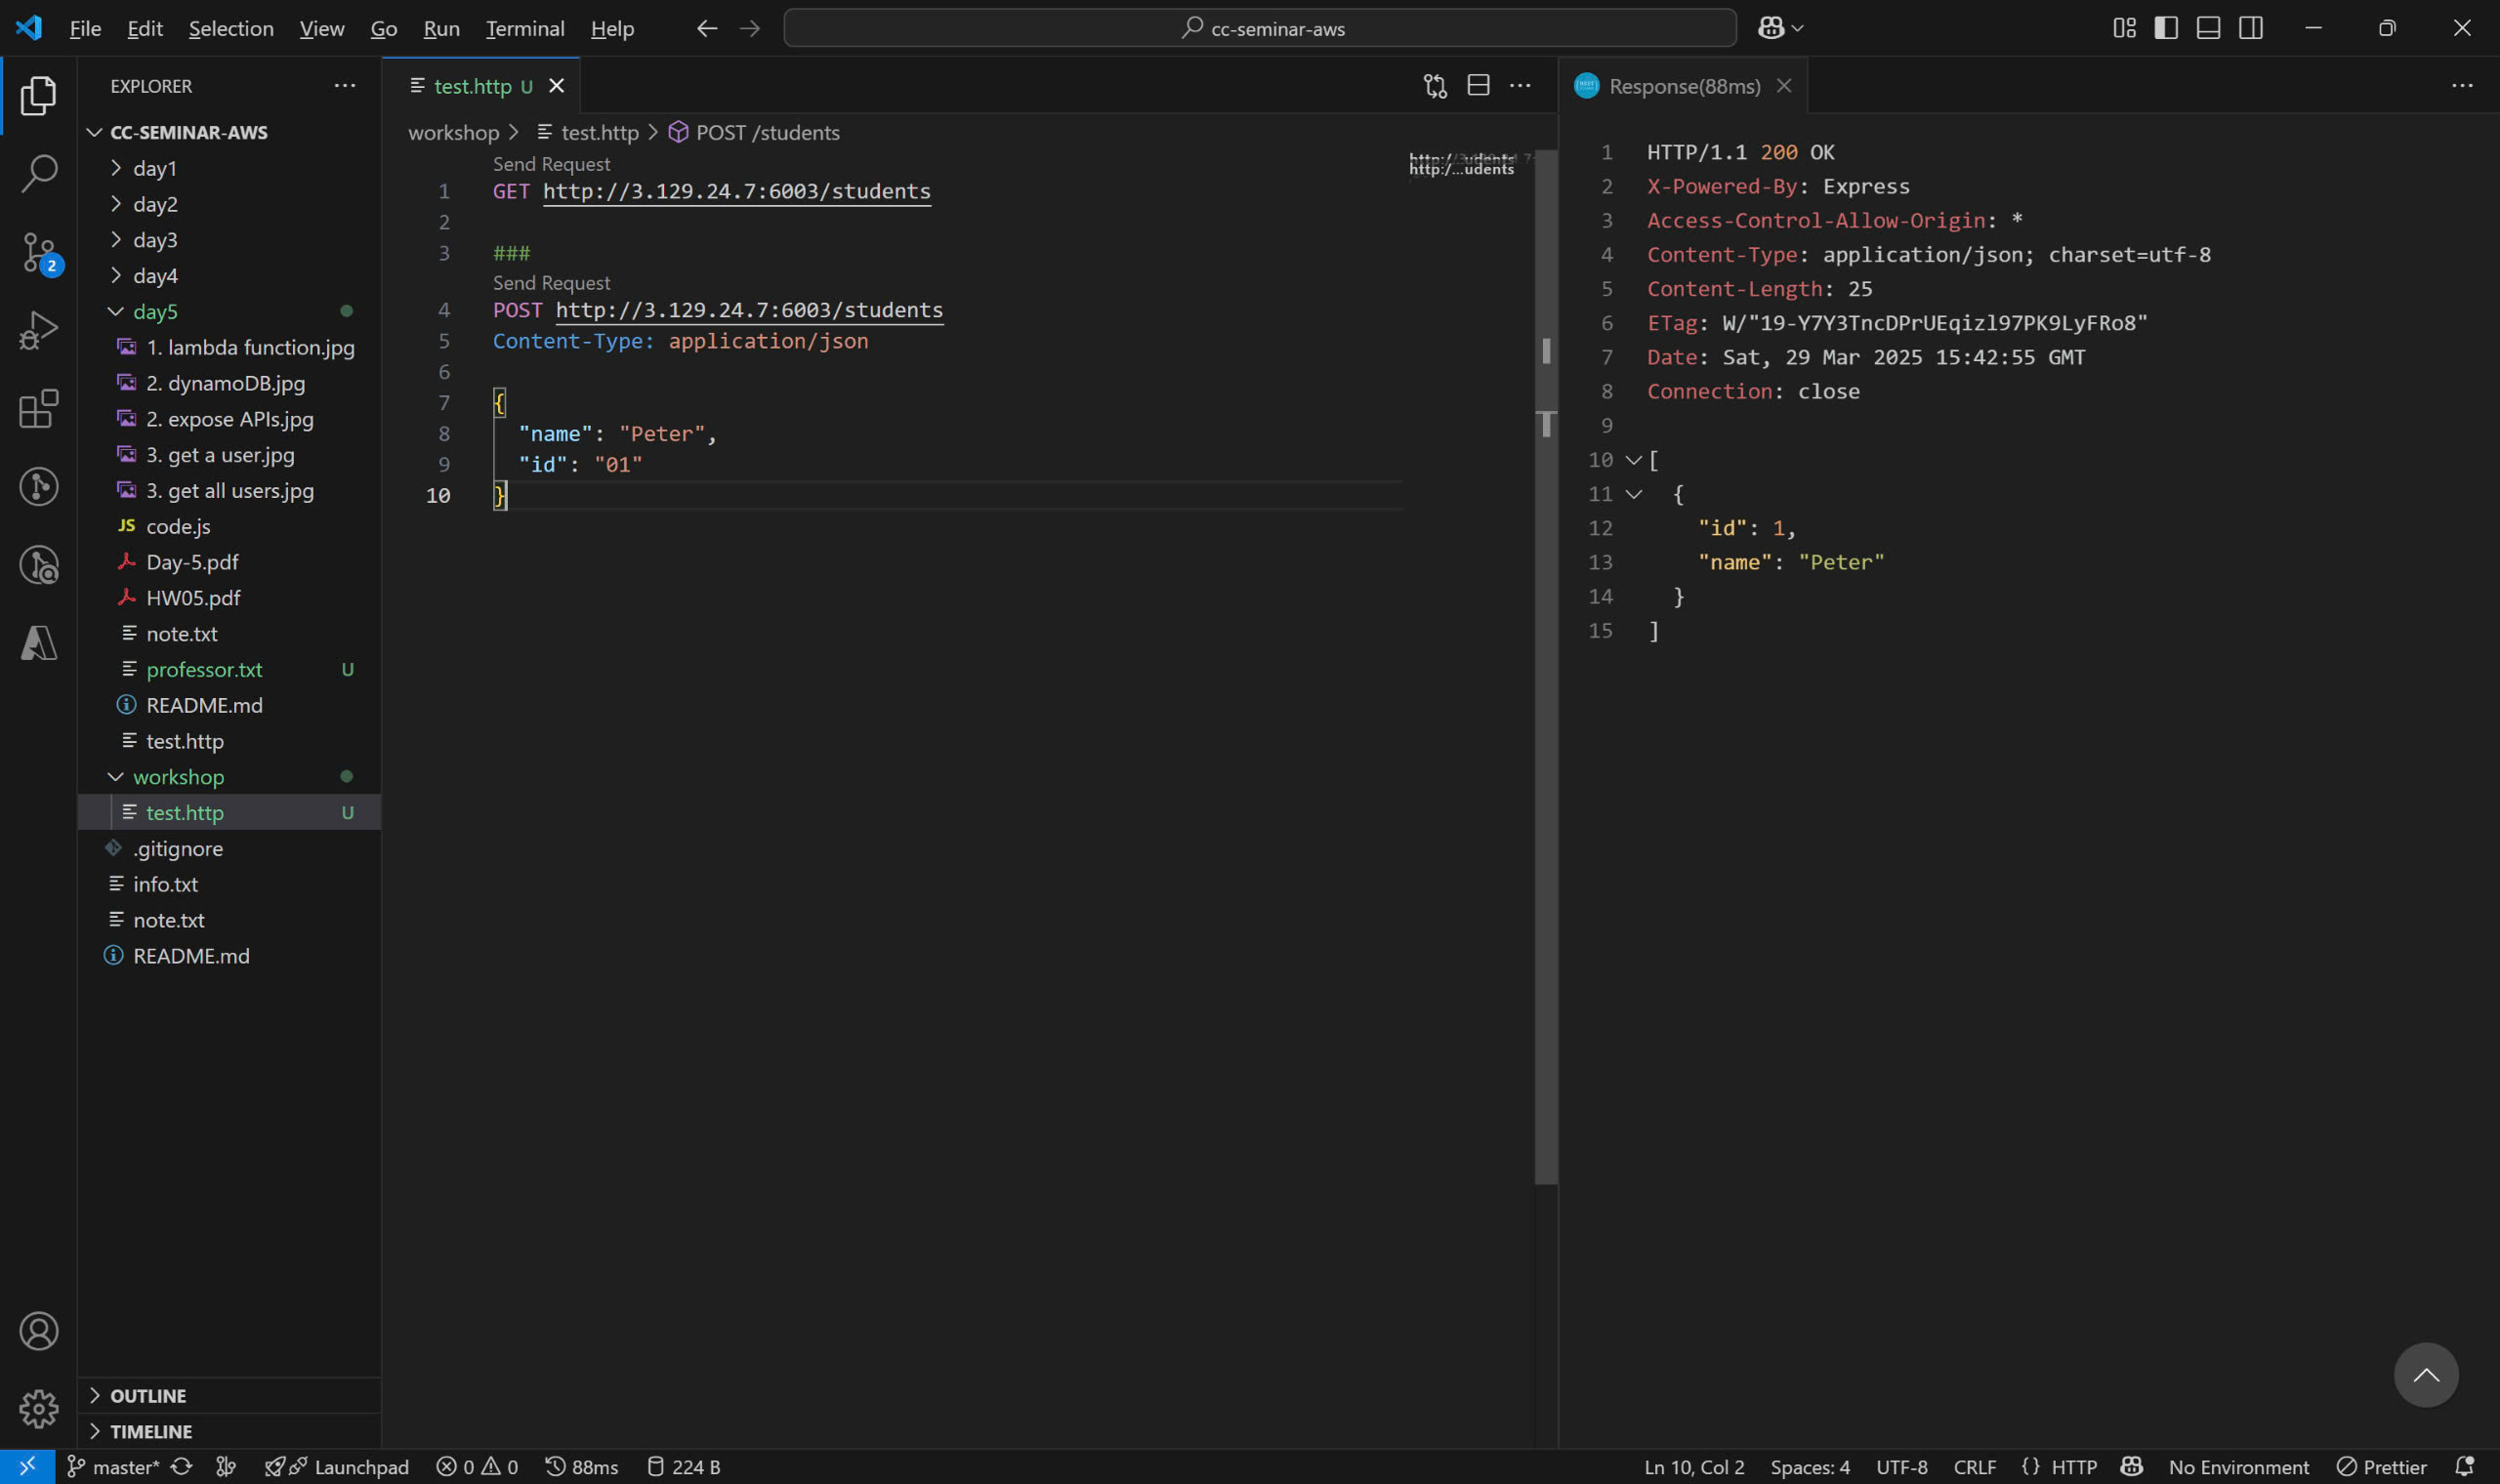 File Edit Selection View Go Run Terminal Help
cc-seminar-aws
EXPLORER
CC-SEMINAR-AWS
day1
day2
day3
day4
day5
1. lambda function.jpg
2. dynamoDB.jpg
2. expose APIs.jpg
3. get a user.jpg
3. get all users.jpg
JS code.js
Day-5.pdf
HW05.pdf
note.txt
professor.txt U
README.md
test.http
workshop
test.http U
.gitignore
info.txt
note.txt
README.md
OUTLINE
TIMELINE
2
test.http U
workshop > test.http > POST /students
Send Request
1 GET http://3.129.24.7:6003/students
2
3 ###
Send Request
4 POST http://3.129.24.7:6003/students
5 Content-Type: application/json
6
7 {
8 "name": "Peter",
9 "id": "01"
10 }
http:/...udents
Response(88ms)
1 HTTP/1.1 200 OK
2 X-Powered-By: Express
3 Access-Control-Allow-Origin: *
4 Content-Type: application/json; charset=utf-8
5 Content-Length: 25
6 ETag: W/"19-Y7Y3TncDPrUEqizl97PK9LyFRo8"
7 Date: Sat, 29 Mar 2025 15:42:55 GMT
8 Connection: close
9
10 [
11 {
12 "id": 1,
13 "name": "Peter"
14 }
15 ]
master* Launchpad 0 0 88ms 224 B
Ln 10, Col 2 Spaces: 4 UTF-8 CRLF {} HTTP No Environment Prettier